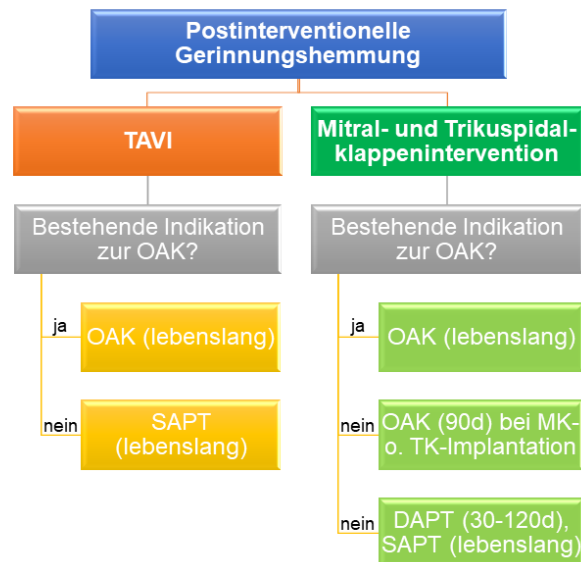 Postinterventionelle
Gerinnungshemmung
TAVI
Mitral- und Trikuspidal-
klappenintervention
Bestehende Indikation
zur OAK?
Bestehende Indikation
zur OAK?
ja
OAK (lebenslang)
ja
OAK (lebenslang)
nein
SAPT
(lebenslang)
nein
OAK (90d) bei MK-
o. TK-Implantation
nein
DAPT (30-120d),
SAPT (lebenslang)